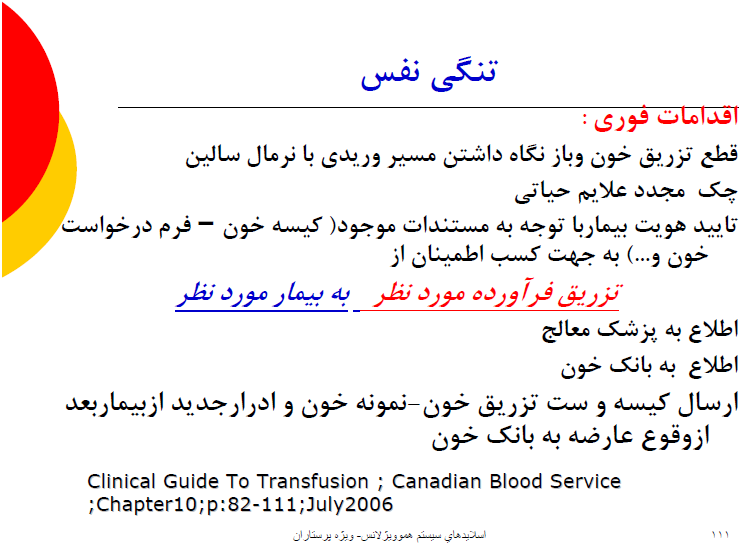 تنگی نفس
اقدامات فوری :
قطع تزریق خون وباز نگاه داشتن مسیر وریدی با نرمال سالین
چک مجدد علایم حیاتی
تایید هویت بیماربا توجه به مستندات موجود( کیسه خون – فرم درخواست
خون و...) به جهت کسب اطمینان از
تزریق فرآورده مورد نظر به بیمار مورد نظر
اطلاع به پزشک معالج
اطلاع به بانک خون
ارسال کیسه و ست تزریق خون-نمونه خون و ادرارجدید ازبیماربعد
ازوقوع عارضه به بانک خون
Clinical Guide To Transfusion ; Canadian Blood Service
;Chapter10;p:82-111;July2006
اسلایدهاي سیستم هموویژلانس- ویژه پرستاران
۱۱۱